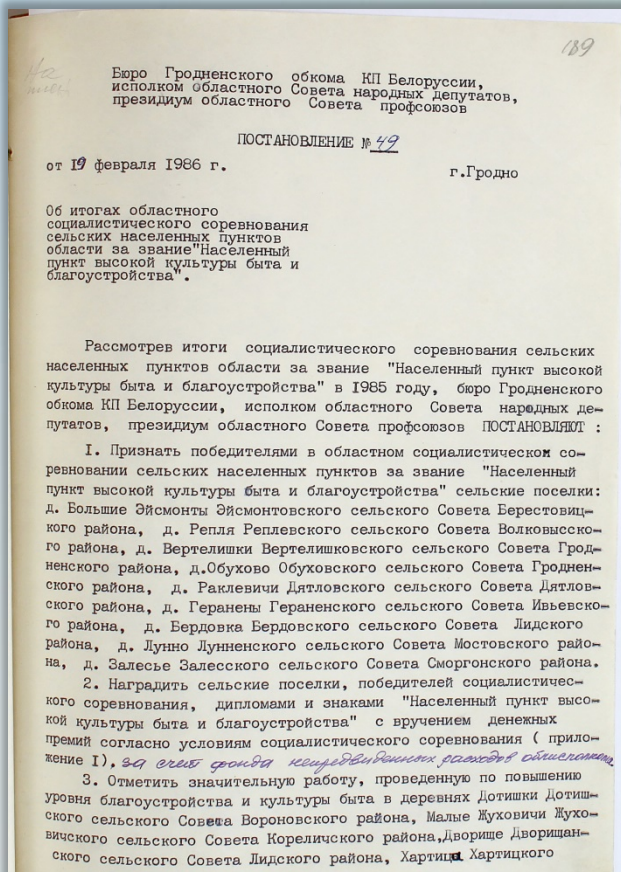 189
На
Бюро Гродненского обкома КП Белоруссии,
исполком областного Совета народных депутатов,
президиум областного Совета профсоюзов
ПОСТАНОВЛЕНИЕ № 49
от 19 февраля 1986 г.
г.Гродно
Об итогах областного
социалистического соревнования
сельских населенных пунктов
области за звание"Населенный
пункт высокой культуры быта и
благоустройства".
Рассмотрев итоги социалистического соревнования сельских
населенных пунктов области за звание "Населенный пункт высокой
культуры быта и благоустройства" в 1985 году, бюро Гродненского
обкома КП Белоруссии, исполком областного Совета народных де-
путатов, президиум областного Совета профсоюзов ПОСТАНОВЛЯЮТ :
I. Признать победителями в областном социалистическом со-
ревновании сельских населенных пунктов за звание "Населенный
пункт высокой культуры быта и благоустройства" сельские поселки:
д. Большие Эйсмонты Эйсмонтовского сельского Совета Берестовиц-
кого района, д. Репля Реплевского сельского Совета Волковысско-
го района, д. Вертелишки Вертелишковского сельского Совета Грод-
ненского района, д.Обухово Обуховского сельского Совета Гроднен-
ского района, д. Раклевичи Дятловского сельского Совета Дятлов-
ского района, д. Геранены Гераненского сельского Совета Ивьевско-
го района, д. Бердовка Бердовского сельского Совета Лидского
района, д. Лунно Лунненского сельского Совета Мостовского райо-
на, д. Залесье Залесского сельского Совета Сморгонского района.
2. Наградить сельские поселки, победителей социалистичес-
кого соревнования, дипломами и знаками "Населенный пункт высо-
кой культуры быта и благоустройства" с вручением денежных
премий согласно условиям социалистического соревнования ( прило-
жение I), за счет фонда непредвиденных расходов облисполкома.
3. Отметить значительную работу, проведенную по повышению
уровня благоустройства и культуры быта в деревнях Дотишки Дотиш-
ского сельского Совета Вороновского района, Малые Жуховичи Жухо-
вичского сельского Совета Кореличского района,Дворище Дворищан-
ского сельского Совета Лидского района, Хартица Хартицкого